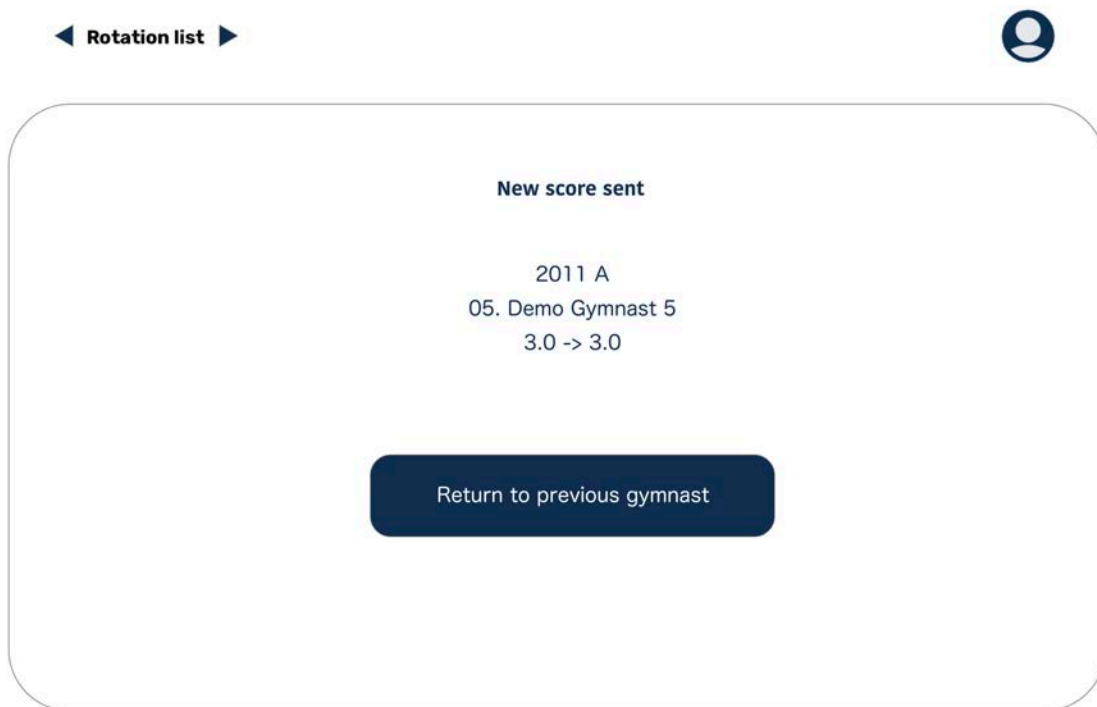 Rotation list
New score sent
2011 A
05. Demo Gymnast 5
3.0 -> 3.0
Return to previous gymnast